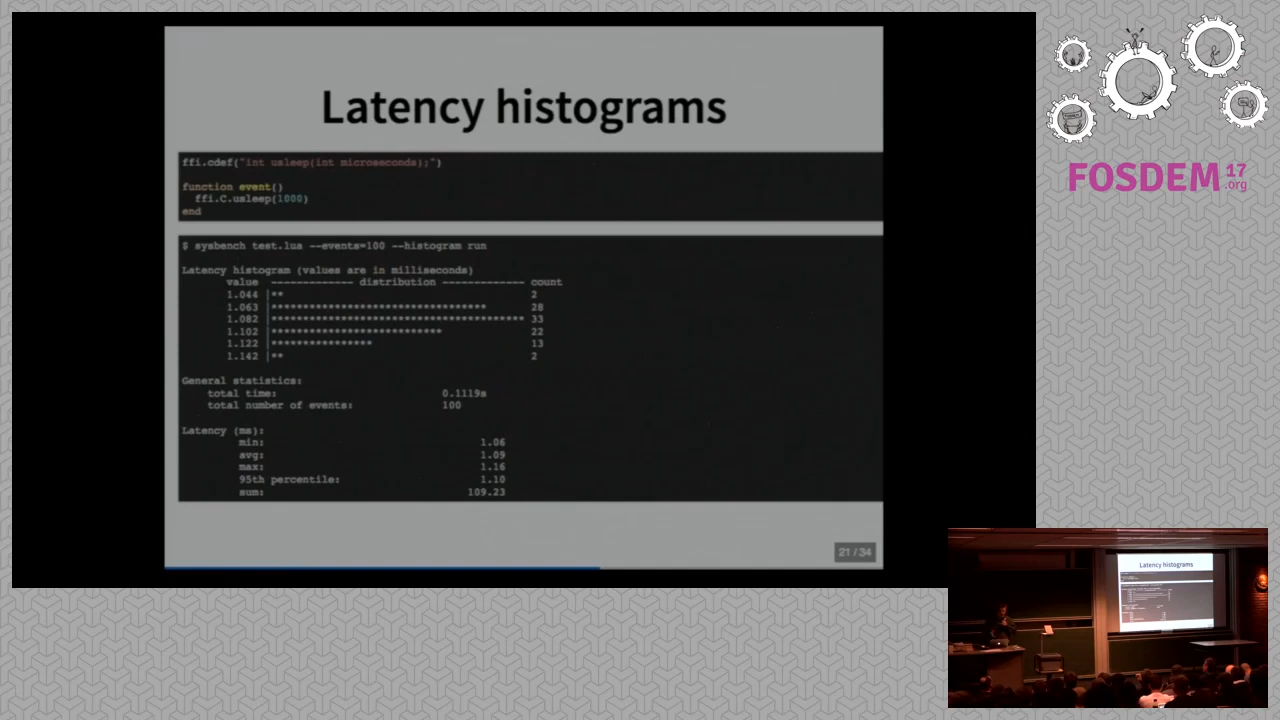 Latency histograms
ffi.cdef("int usleep(int microseconds);")
function event()
ffi.C.usleep(1000)
end
$ sysbench test.lua --events=100 --histogram run
Latency histogram (values are in milliseconds)
value ------------- distribution ------------- count
1.044 |** 2
1.063 |********************************** 28
1.082 |**************************************** 33
1.102 |*************************** 22
1.122 |**************** 13
1.142 |** 2
General statistics:
total time: 0.1119s
total number of events: 100
Latency (ms):
min: 1.06
avg: 1.09
max: 1.16
95th percentile: 1.10
sum: 109.23
21 / 34
FOSDEM 17
.org
Latency histograms